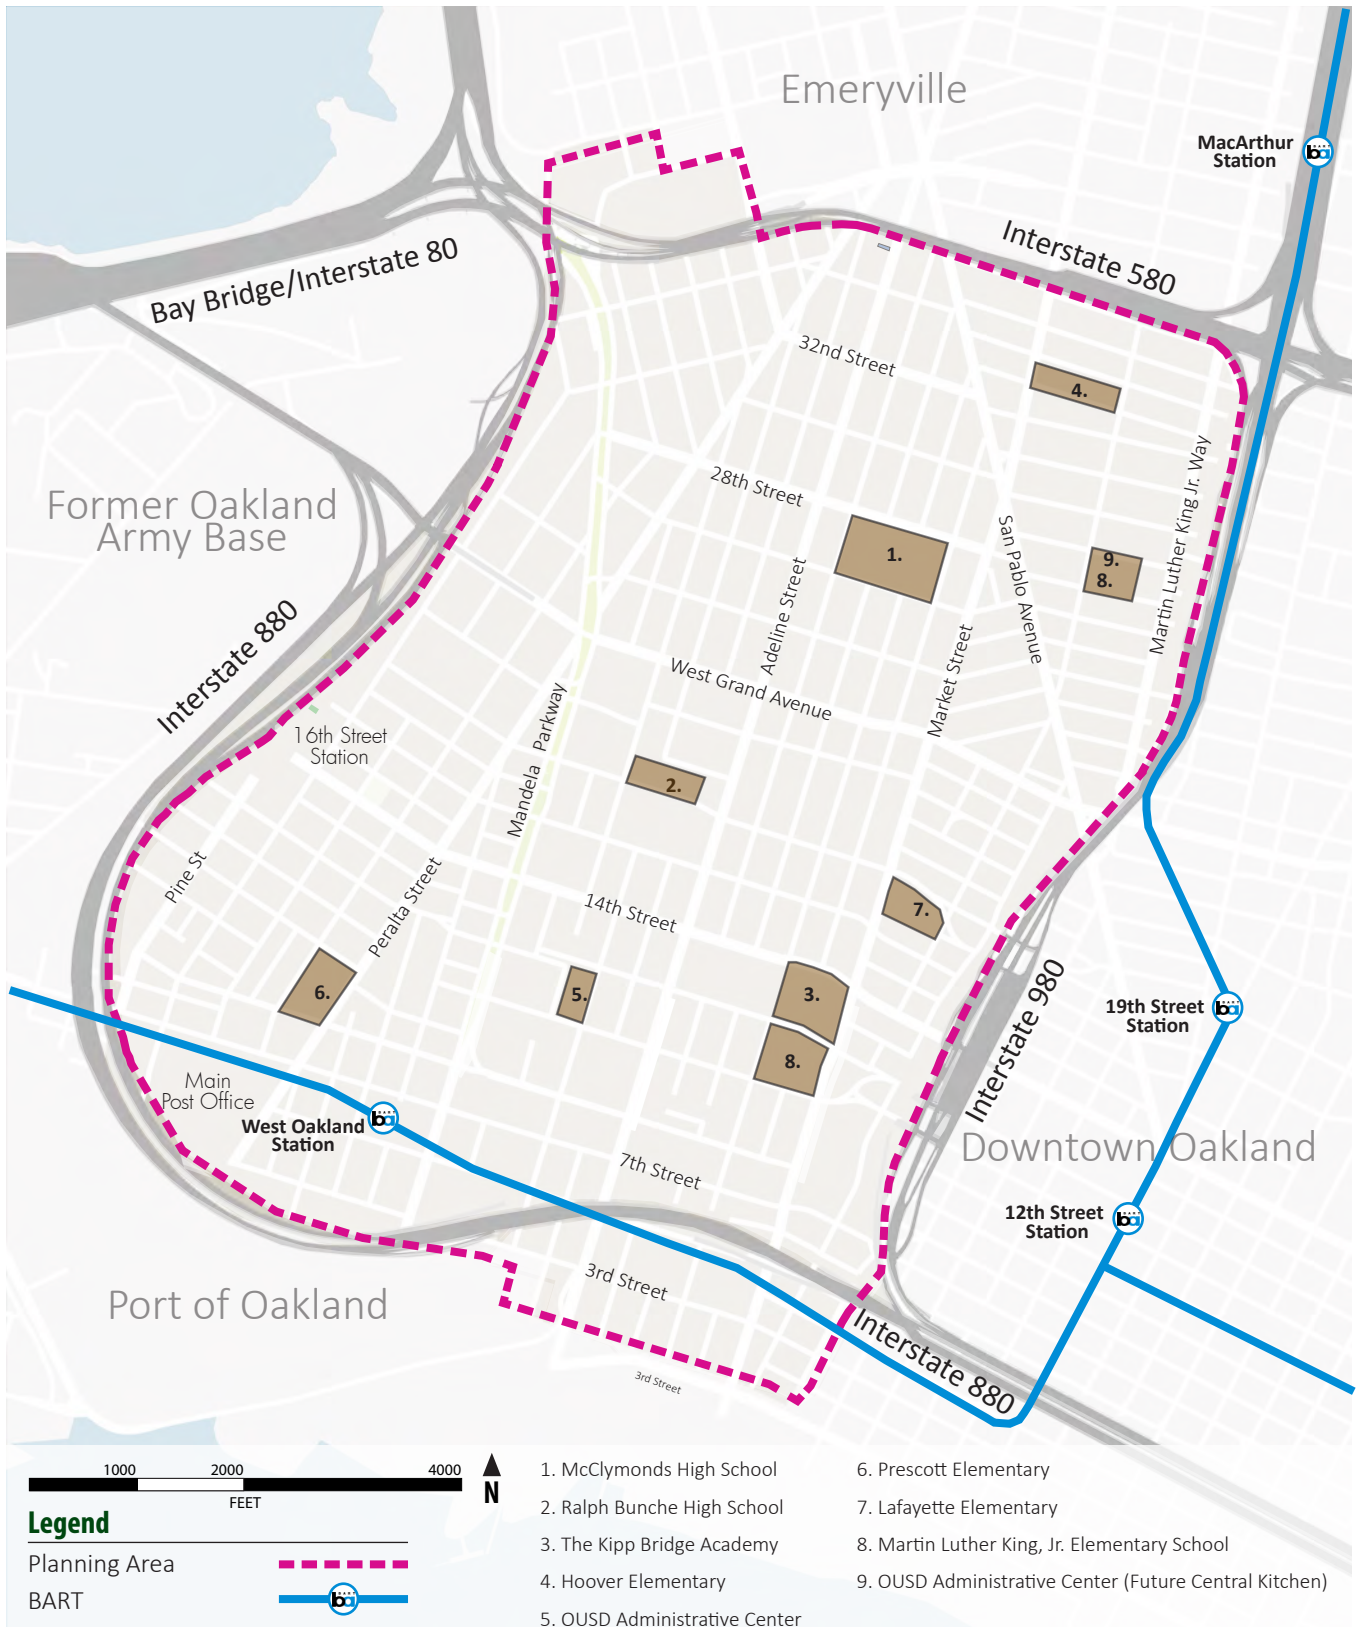 Emeryville
MacArthur
Station
Interstate 580
Bay Bridge/Interstate 80
32nd Street
4.
Former Oakland
Army Base
28th Street
Martin Luther King Jr. Way
San Pablo Avenue
1.
9.
8.
Adeline Street
Interstate 880
Market Street
West Grand Avenue
16th Street
Station
Mandela Parkway
2.
Pine St
Peralta Street
14th Street
7.
6.
5.
3.
8.
Interstate 980
19th Street
Station
Main
Post Office
West Oakland
Station
Downtown Oakland
7th Street
12th Street
Station
Port of Oakland
3rd Street
Interstate 880
3rd Street
1000 2000 4000
FEET
N
Legend
Planning Area
BART
ba
1. McClymonds High School
2. Ralph Bunche High School
3. The Kipp Bridge Academy
4. Hoover Elementary
5. OUSD Administrative Center
6. Prescott Elementary
7. Lafayette Elementary
8. Martin Luther King, Jr. Elementary School
9. OUSD Administrative Center (Future Central Kitchen)